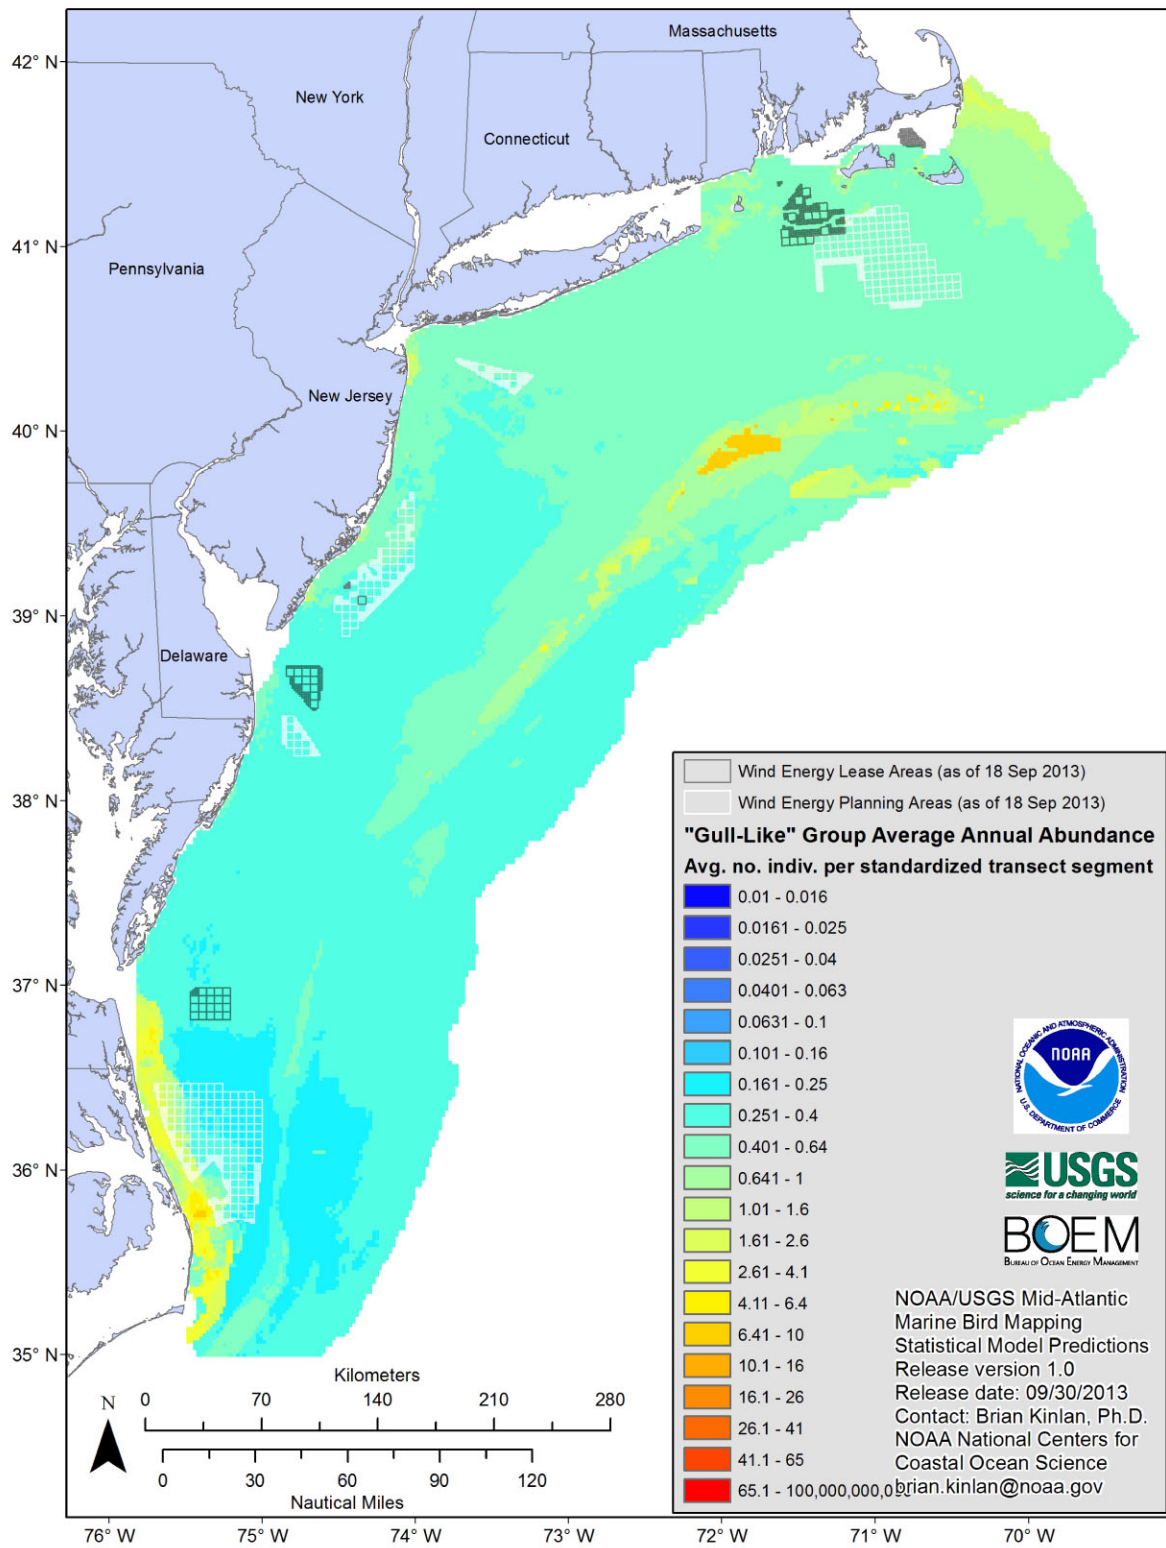 Massachusetts
42° N
New York
Connecticut
41° N
Pennsylvania
New Jersey
40° N
39° N
Delaware
38° N
37° N
36° N
35° N
Wind Energy Lease Areas (as of 18 Sep 2013)
Wind Energy Planning Areas (as of 18 Sep 2013)
"Gull-Like" Group Average Annual Abundance
Avg. no. indiv. per standardized transect segment
0.01 - 0.016
0.0161 - 0.025
0.0251 - 0.04
0.0401 - 0.063
0.0631 - 0.1
0.101 - 0.16
0.161 - 0.25
0.251 - 0.4
0.401 - 0.64
0.641 - 1
1.01 - 1.6
1.61 - 2.6
2.61 - 4.1
4.11 - 6.4
6.41 - 10
10.1 - 16
16.1 - 26
26.1 - 41
41.1 - 65
65.1 - 100,000,000,0
NATIONAL OCEANIC AND ATMOSPHERIC ADMINISTRATION
NOAA
U.S. DEPARTMENT OF COMMERCE
USGS
science for a changing world
BOEM
BUREAU OF OCEAN ENERGY MANAGEMENT
NOAA/USGS Mid-Atlantic
Marine Bird Mapping
Statistical Model Predictions
Release version 1.0
Release date: 09/30/2013
Contact: Brian Kinlan, Ph.D.
NOAA National Centers for
Coastal Ocean Science
brian.kinlan@noaa.gov
Kilometers
N
0 70 140 210 280
0 30 60 90 120
Nautical Miles
76° W 75° W 74° W 73° W 72° W 71° W 70° W